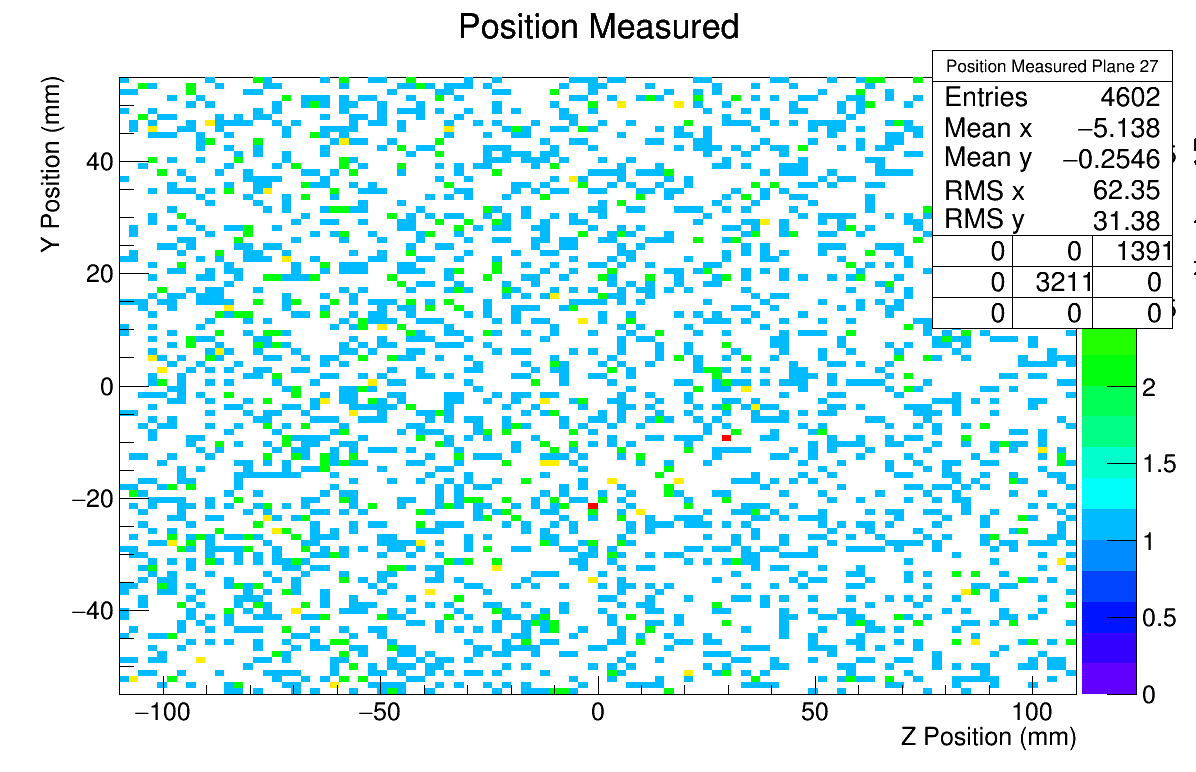 Position Measured
Position Measured Plane 27
Entries 4602
Mean x −5.138
Mean y −0.2546
RMS x 62.35
RMS y 31.38
0 0 1391
0 3211 0
0 0 0
Y Position (mm)
40
20
0
−20
−40
2
1.5
1
0.5
0
−100 −50 0 50 100
Z Position (mm)